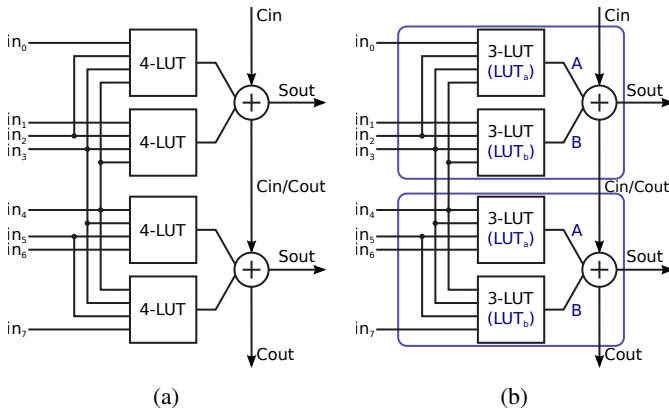 Cin
in₀
4-LUT
Sout
in₁
in₂
in₃
4-LUT
Cin/Cout
in₄
in₅
in₆
4-LUT
Sout
4-LUT
in₇
Cout
(a)
Cin
in₀
3-LUT
(LUTₐ)
A
Sout
in₁
in₂
in₃
3-LUT
(LUT_b)
B
Cin/Cout
in₄
in₅
in₆
3-LUT
(LUTₐ)
A
Sout
3-LUT
(LUT_b)
B
in₇
Cout
(b)